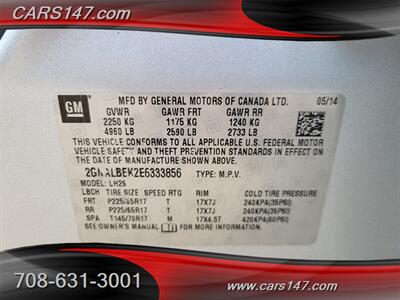 CARS147.com
GM
MFD BY GENERAL MOTORS OF CANADA LTD. 05/14
GVWR GAWR FRT GAWR RR
2250 KG 1175 KG 1240 KG
4960 LB 2590 LB 2733 LB
THIS VEHICLE CONFORMS TO ALL APPLICABLE U.S. FEDERAL MOTOR
VEHICLE SAFETY AND THEFT PREVENTION STANDARDS IN EFFECT ON
THE DATE OF MANUFACTURE SHOWN ABOVE.
2GNALBEK2E6333856 TYPE: M.P.V.
MODEL: LH26
LBCH TIRE SIZE SPEED RTG RIM COLD TIRE PRESSURE
FRT P225/65R17 T 17X7J 240KPA(35PSI)
RR P225/65R17 T 17X7J 240KPA(35PSI)
SPA T145/70R17 M 17X4.5T 420KPA(60PSI)
SEE OWNER'S MANUAL FOR ADDITIONAL INFORMATION
708-631-3001
CARS147.com